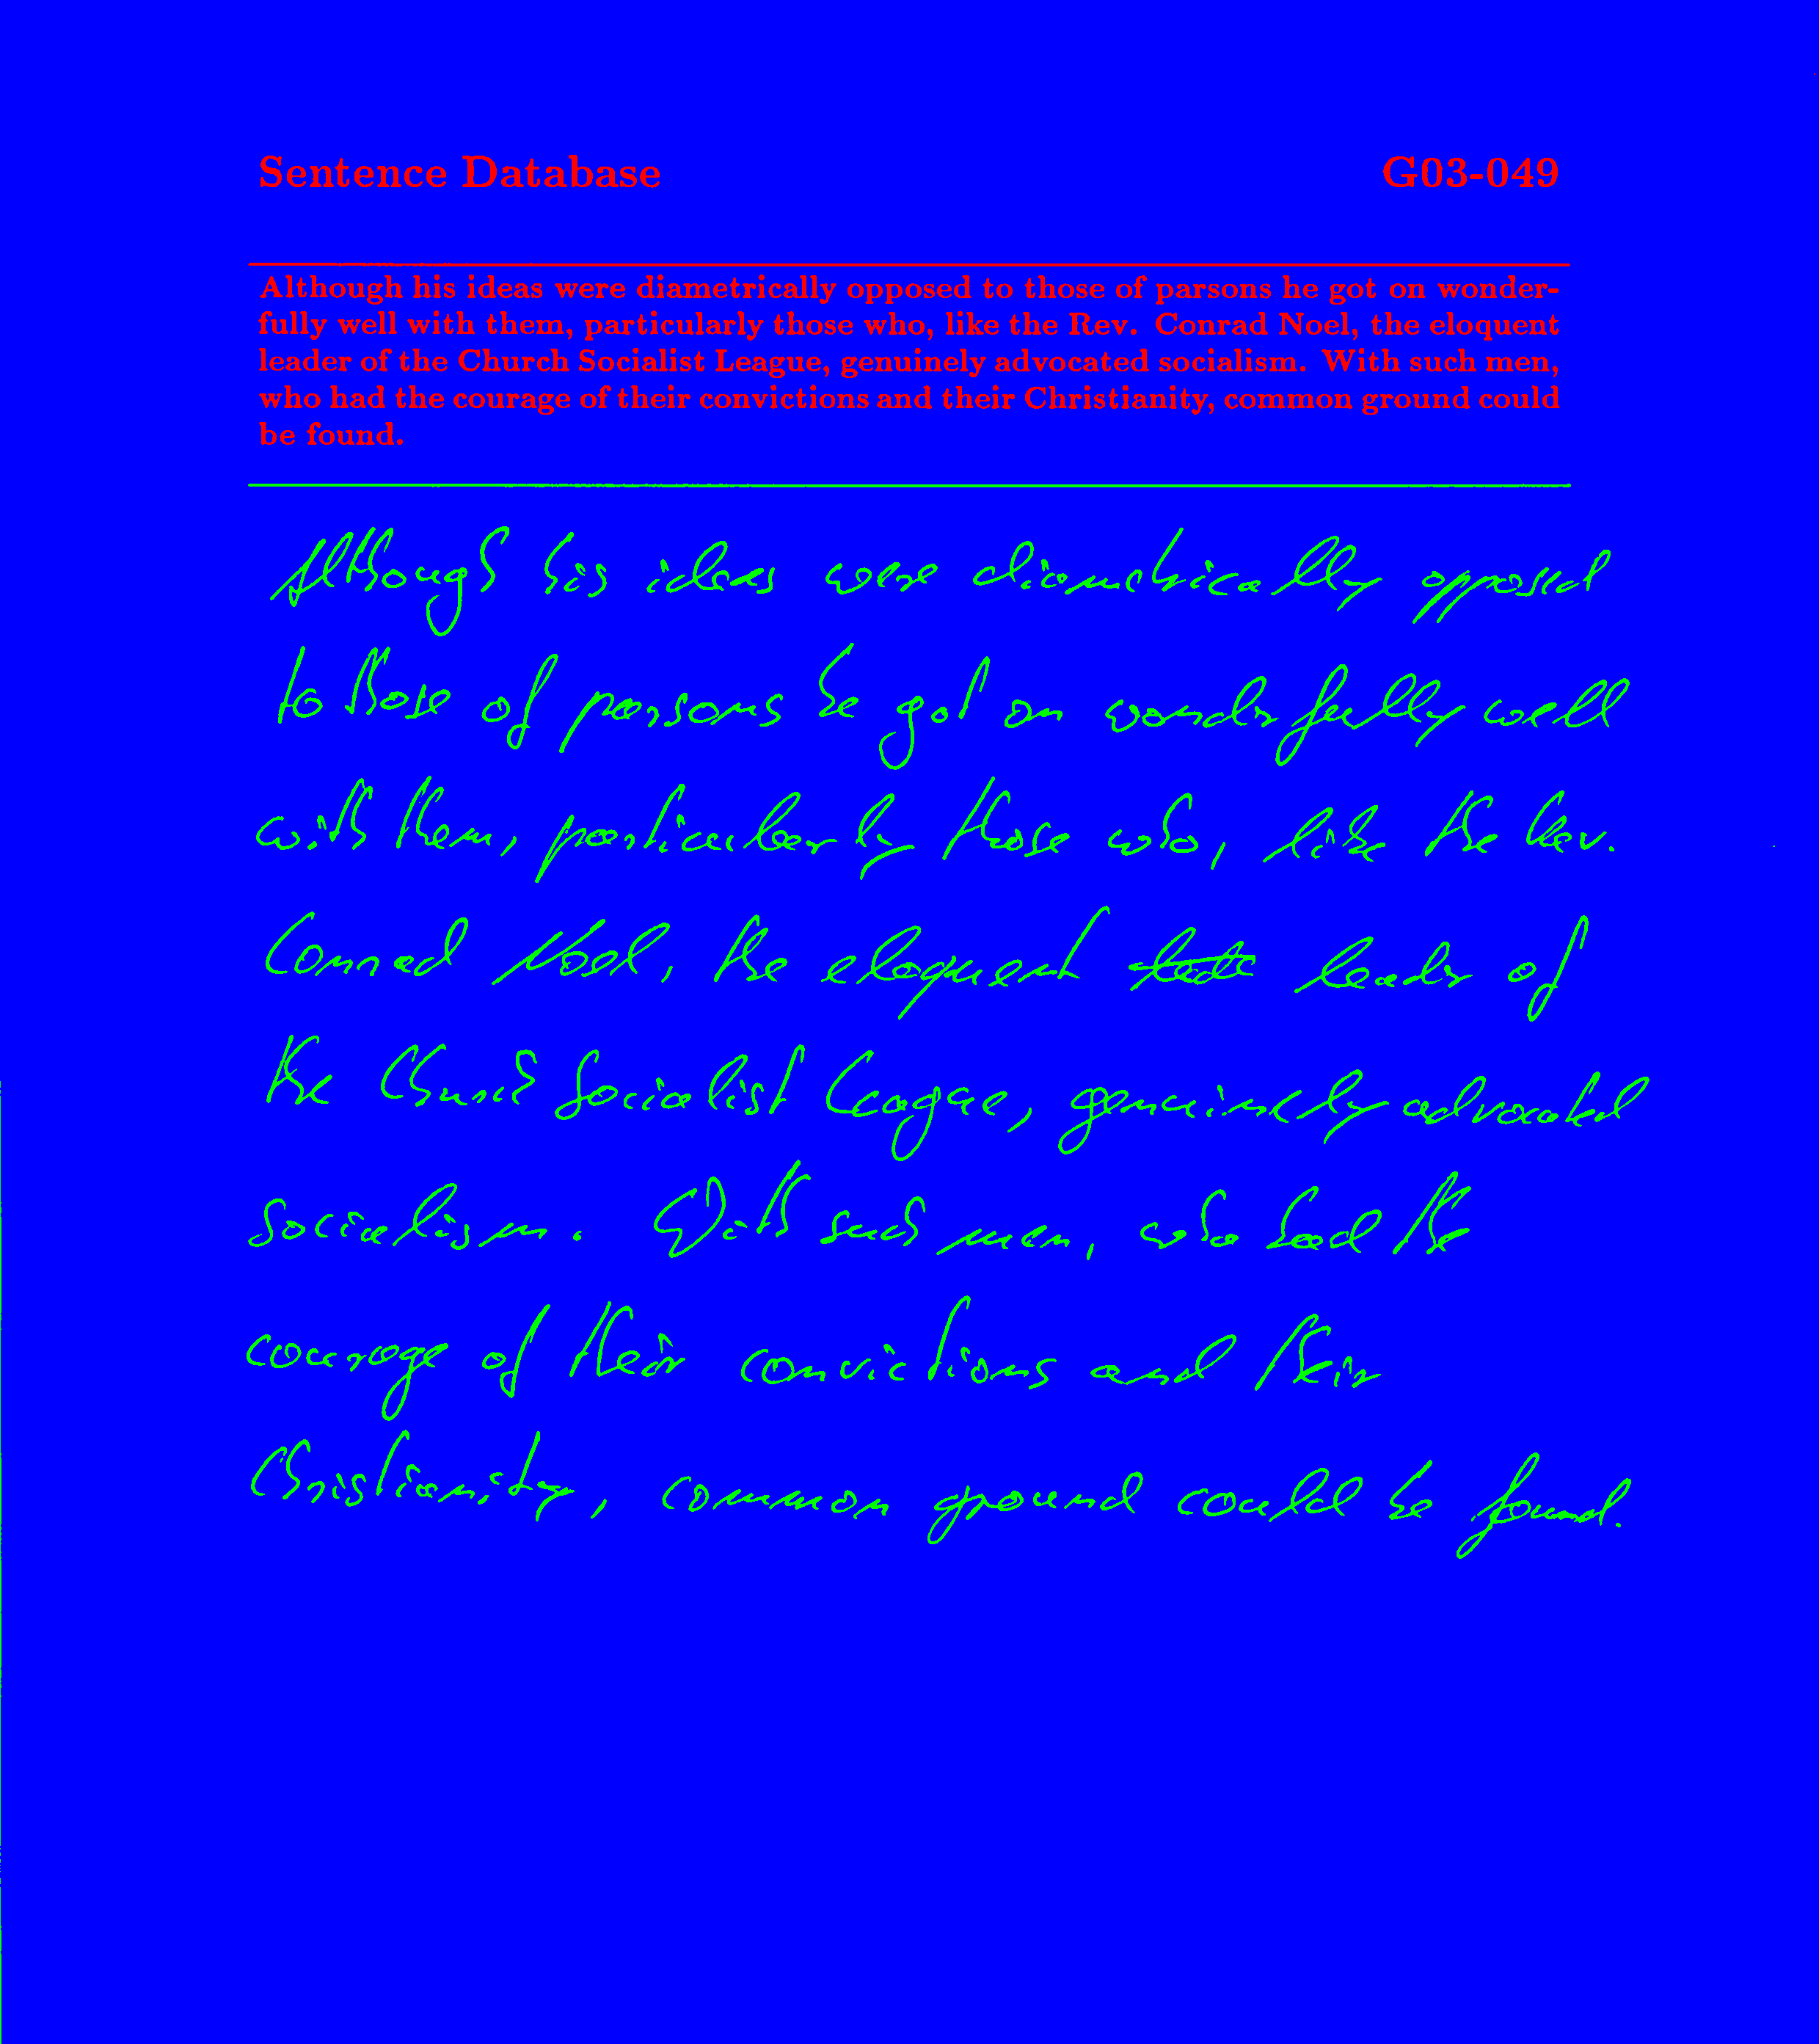 Sentence Database G03-049
Although his ideas were diametrically opposed to those of parsons he got on wonder-
fully well with them, particularly those who, like the Rev. Conrad Noel, the eloquent
leader of the Church Socialist League, genuinely advocated socialism. With such men,
who had the courage of their convictions and their Christianity, common ground could
be found.
Although his ideas were diametrically opposed
to those of parsons he got on wonderfully well
with them, particularly those who, like the Rev.
Conrad Noel, the eloquent leader of
the Church Socialist League, genuinely advocated
socialism. With such men, who had the
courage of their convictions and their
Christianity, common ground could be found.